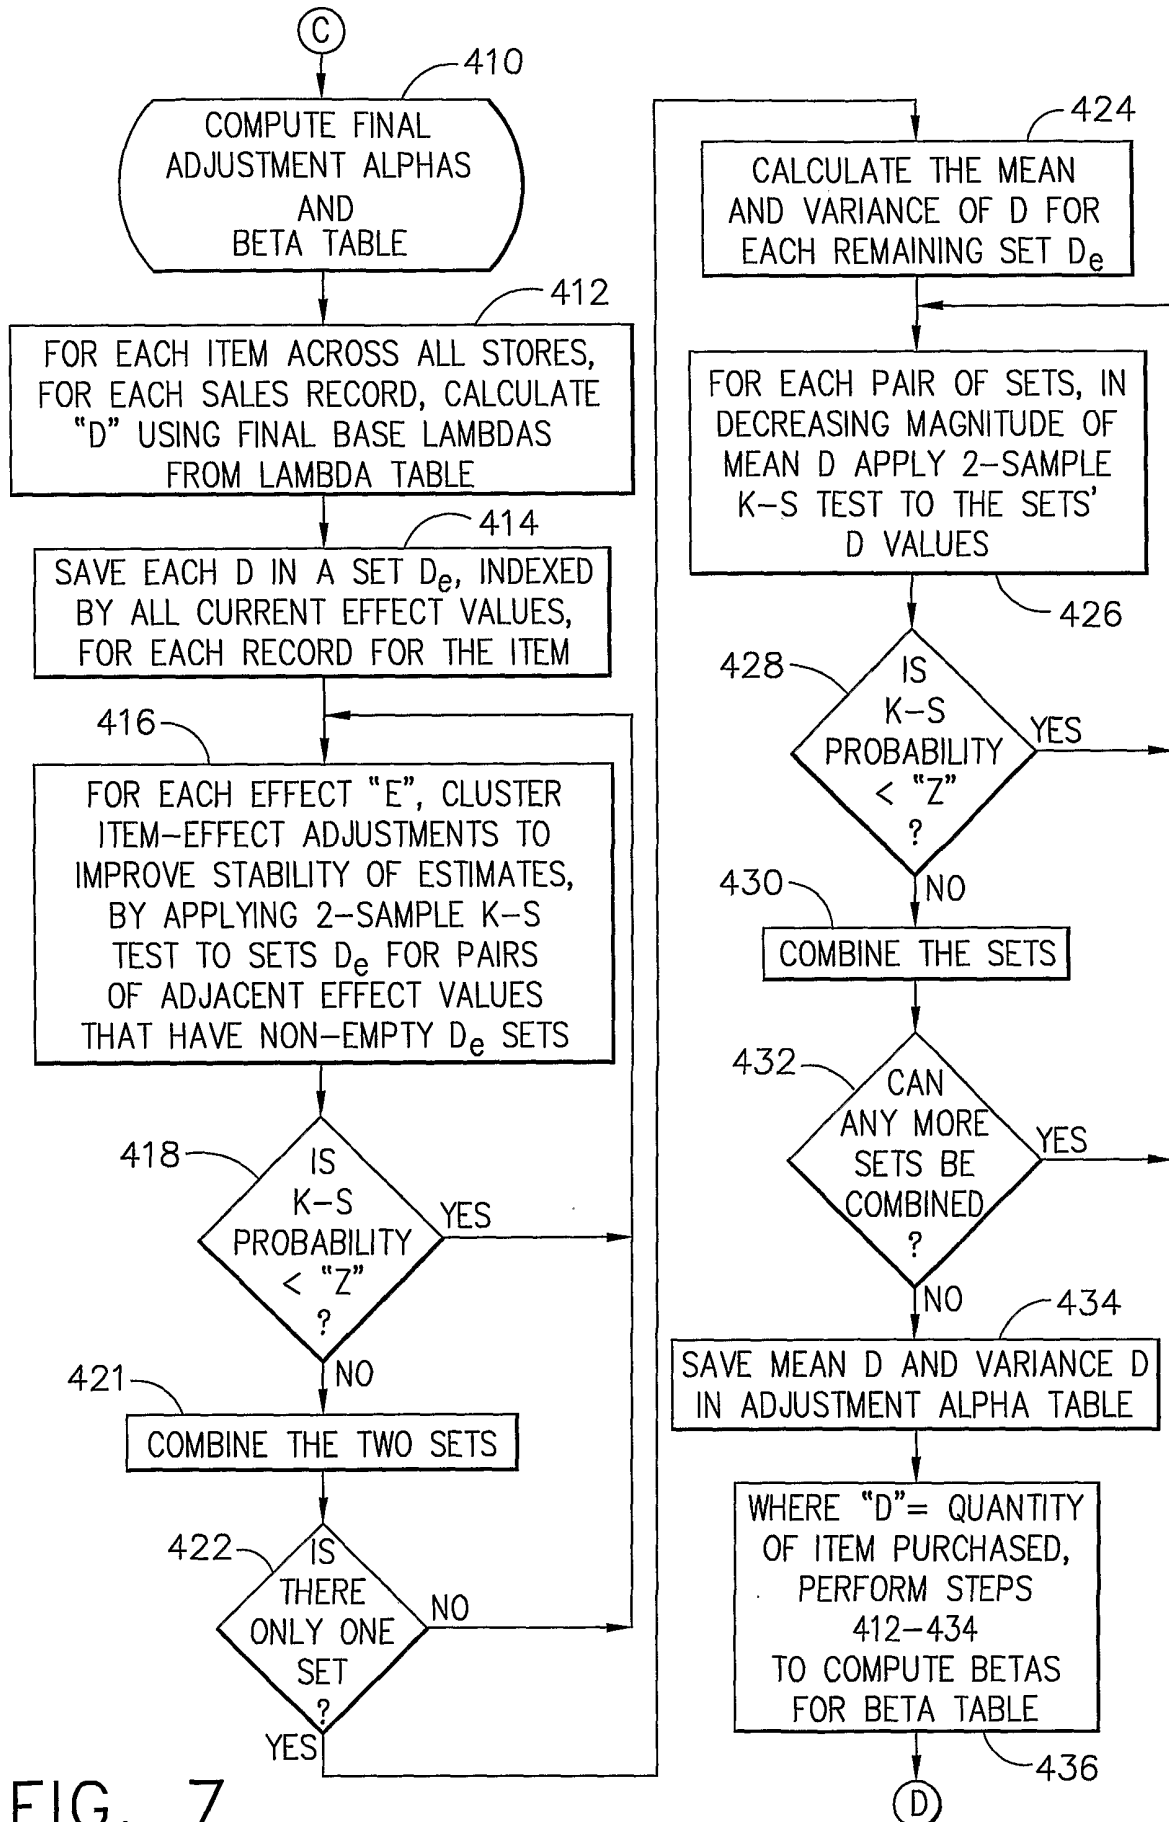 C
410
COMPUTE FINAL
ADJUSTMENT ALPHAS
AND
BETA TABLE
412
FOR EACH ITEM ACROSS ALL STORES,
FOR EACH SALES RECORD, CALCULATE
"D" USING FINAL BASE LAMBDAS
FROM LAMBDA TABLE
414
SAVE EACH D IN A SET De, INDEXED
BY ALL CURRENT EFFECT VALUES,
FOR EACH RECORD FOR THE ITEM
416
FOR EACH EFFECT "E", CLUSTER
ITEM-EFFECT ADJUSTMENTS TO
IMPROVE STABILITY OF ESTIMATES,
BY APPLYING 2-SAMPLE K-S
TEST TO SETS De FOR PAIRS
OF ADJACENT EFFECT VALUES
THAT HAVE NON-EMPTY De SETS
418
IS
K-S
PROBABILITY
< "Z"
?
YES
NO
421
COMBINE THE TWO SETS
422
IS
THERE
ONLY ONE
SET
?
NO
YES
424
CALCULATE THE MEAN
AND VARIANCE OF D FOR
EACH REMAINING SET De
FOR EACH PAIR OF SETS, IN
DECREASING MAGNITUDE OF
MEAN D APPLY 2-SAMPLE
K-S TEST TO THE SETS'
D VALUES
426
428
IS
K-S
PROBABILITY
< "Z"
?
YES
NO
430
COMBINE THE SETS
432
CAN
ANY MORE
SETS BE
COMBINED
?
YES
NO
434
SAVE MEAN D AND VARIANCE D
IN ADJUSTMENT ALPHA TABLE
WHERE "D"= QUANTITY
OF ITEM PURCHASED,
PERFORM STEPS
412-434
TO COMPUTE BETAS
FOR BETA TABLE
436
D
FIG. 7